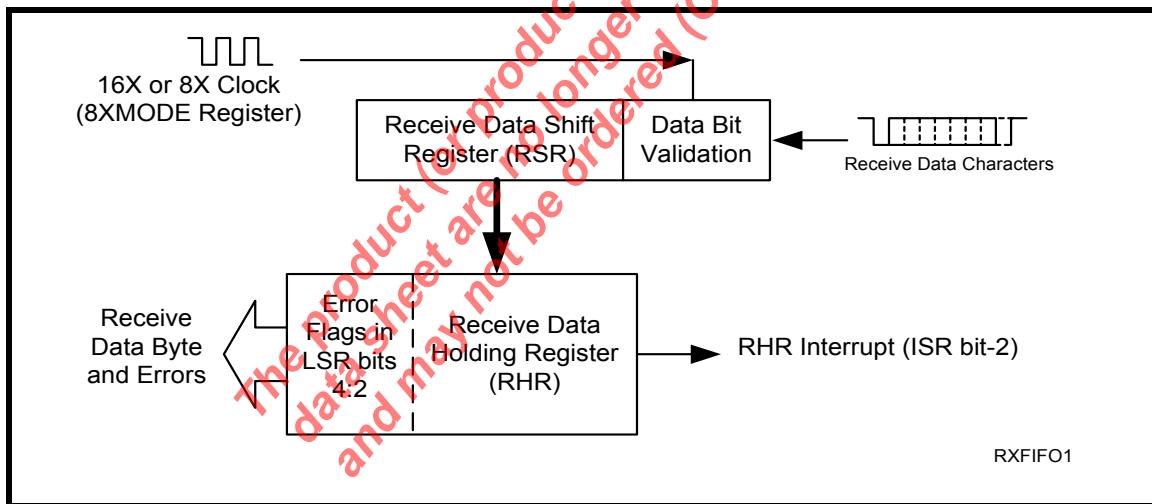 16X or 8X Clock
(8XMODE Register)
Receive Data Shift
Register (RSR)
Data Bit
Validation
Receive Data Characters
Receive
Data Byte
and Errors
Error
Flags in
LSR bits
4:2
Receive Data
Holding Register
(RHR)
RHR Interrupt (ISR bit-2)
RXFIFO1
The product (or produc
data sheet are no longer
and may not be ordered (O